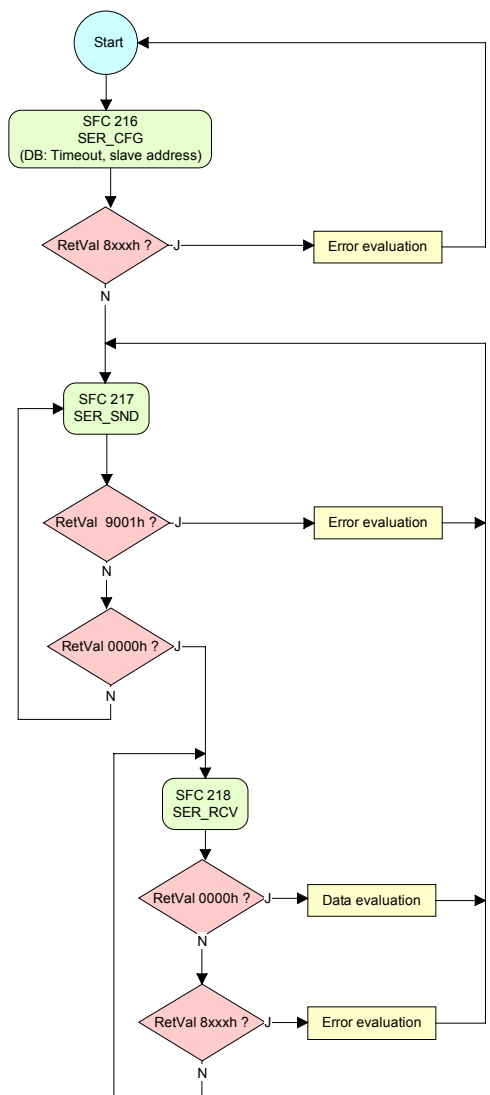 Start
SFC 216
SER_CFG
(DB: Timeout, slave address)
RetVal 8xxxh ?
J
Error evaluation
N
SFC 217
SER_SND
RetVal 9001h ?
J
Error evaluation
N
RetVal 0000h ?
J
N
SFC 218
SER_RCV
RetVal 0000h ?
J
Data evaluation
N
RetVal 8xxxh ?
J
Error evaluation
N